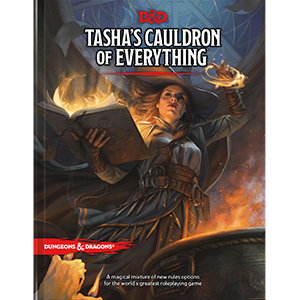 D&D
TASHA'S CAULDRON
OF EVERYTHING
DUNGEONS & DRAGONS®
A magical mixture of new rules options
for the world's greatest roleplaying game